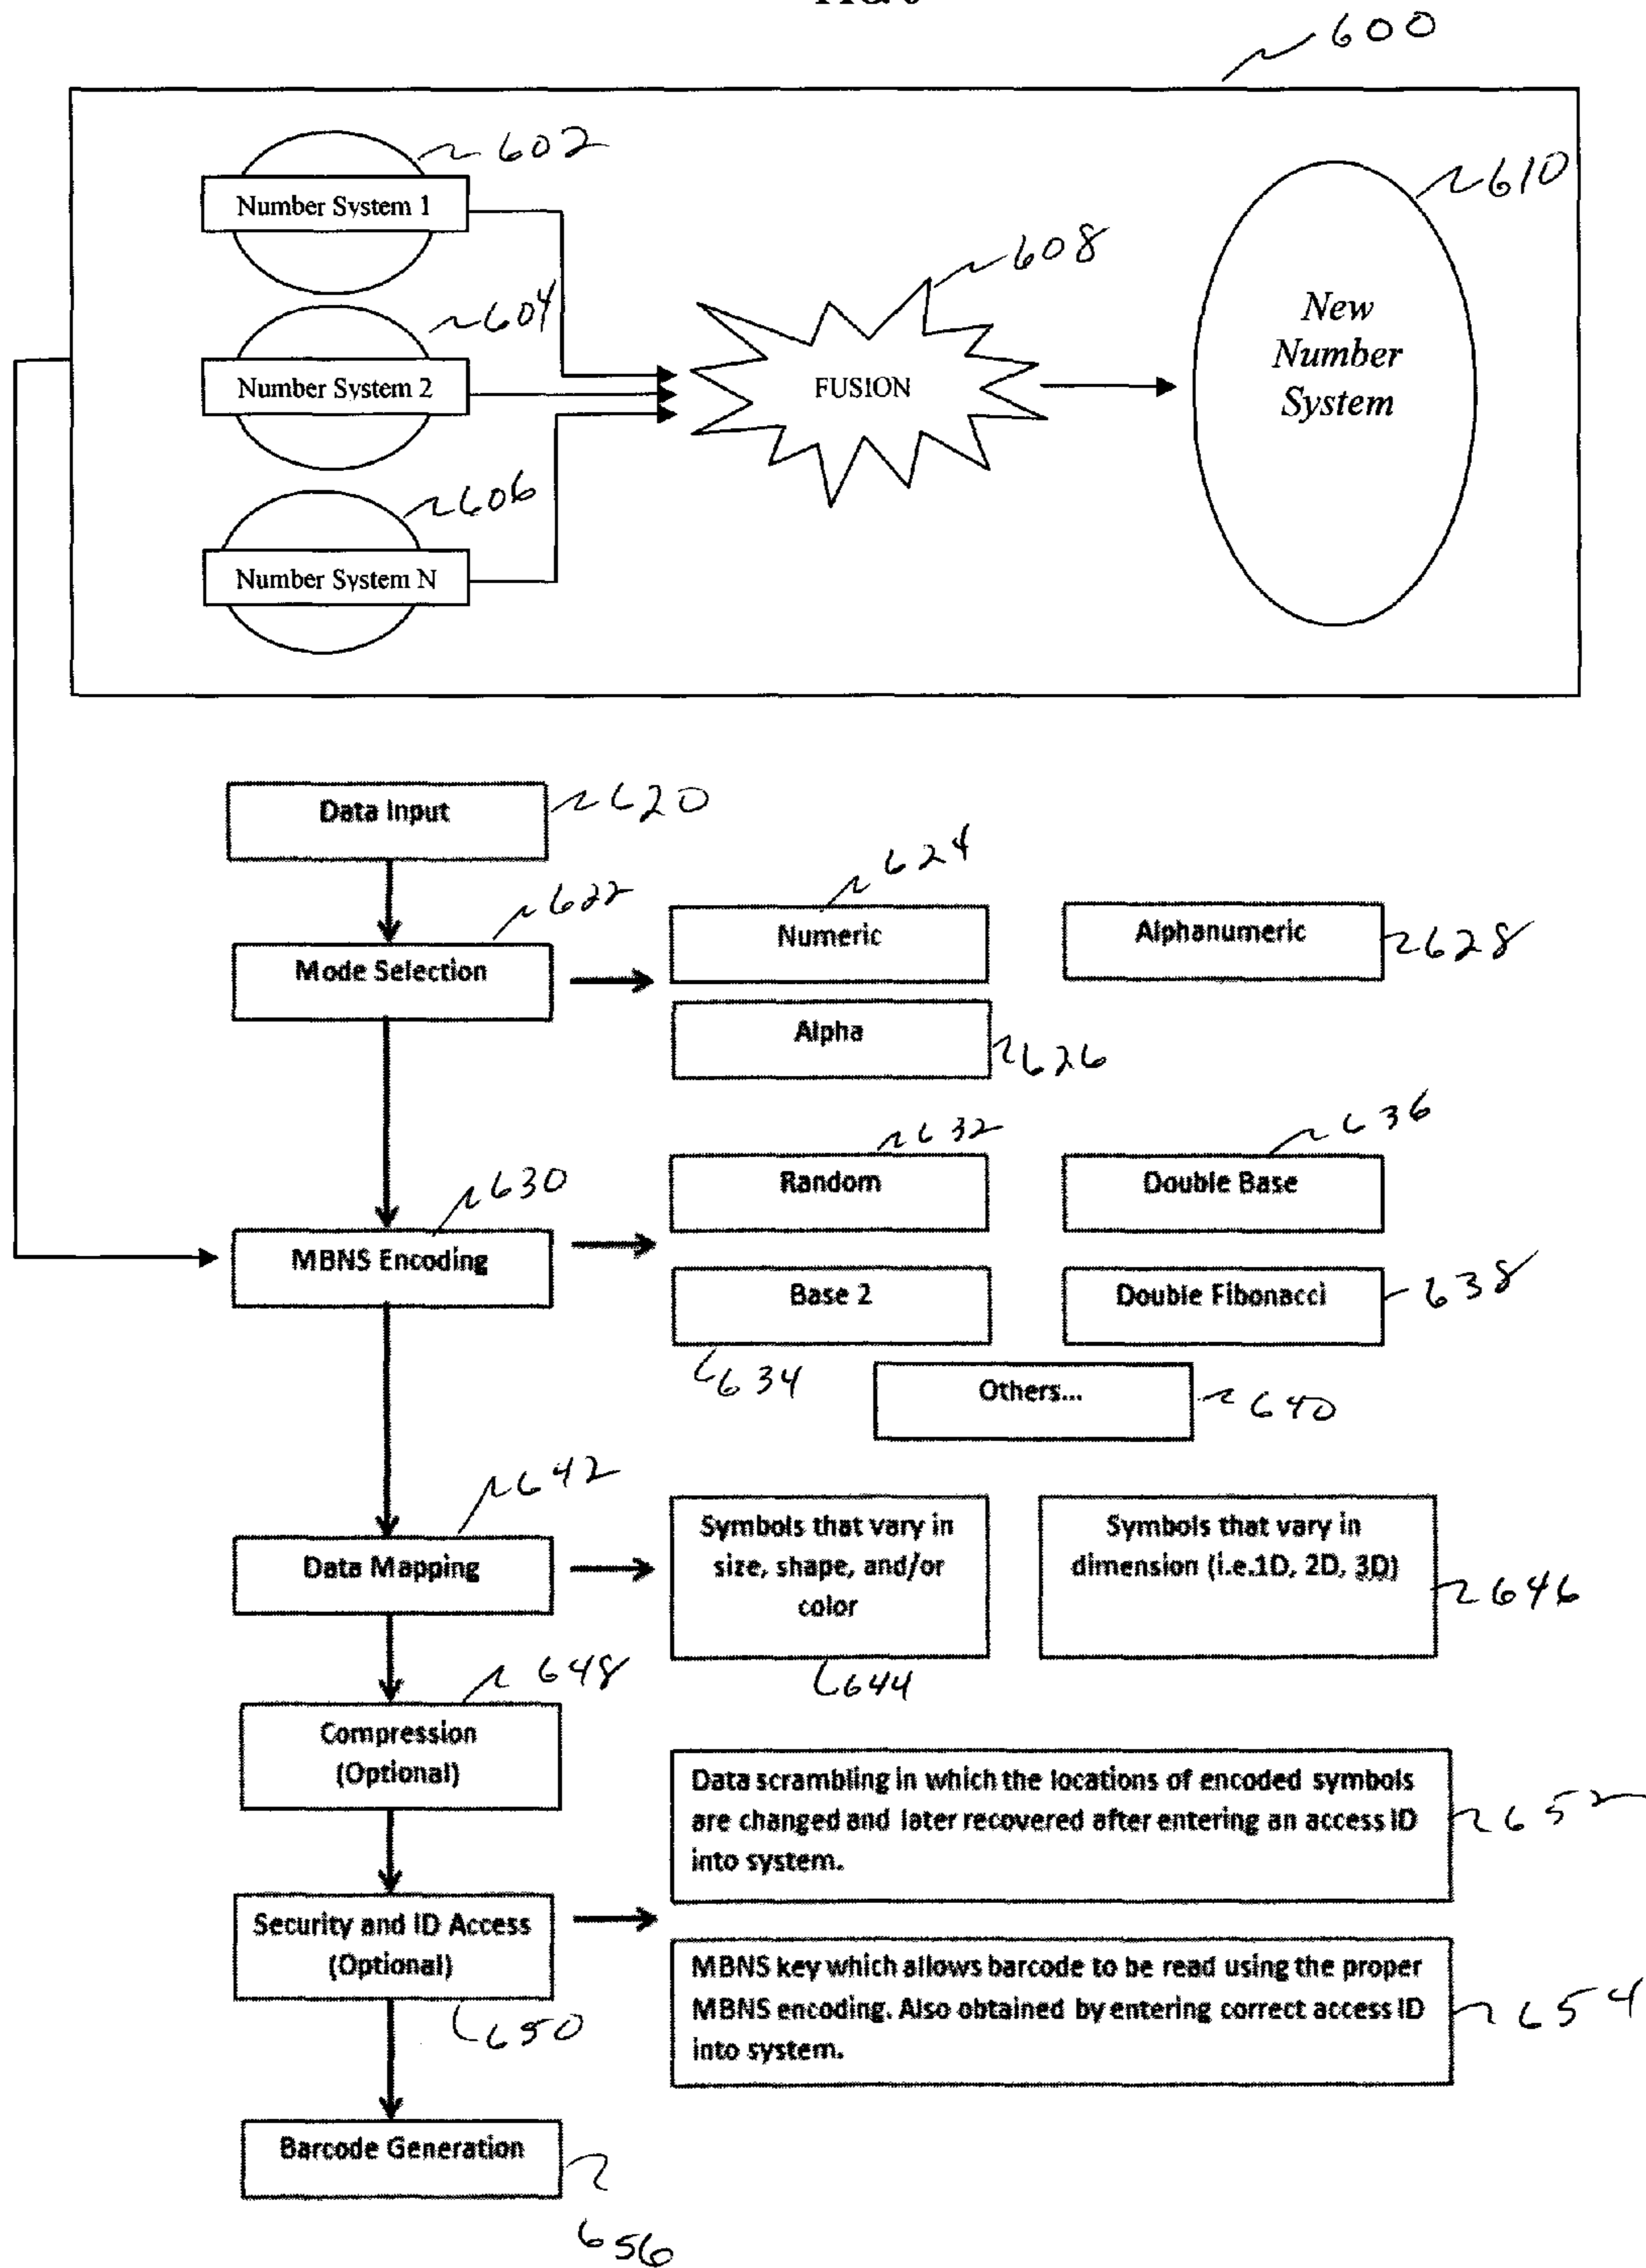 600
602
Number System 1
604
Number System 2
606
Number System N
608
FUSION
610
New
Number
System
Data Input
620
622
Mode Selection
624
Numeric
Alphanumeric
628
Alpha
626
630
MBNS Encoding
632
Random
636
Double Base
Base 2
634
Double Fibonacci
638
Others...
640
642
Data Mapping
Symbols that vary in
size, shape, and/or
color
644
Symbols that vary in
dimension (i.e.1D, 2D, 3D)
646
648
Compression
(Optional)
Security and ID Access
(Optional)
650
Data scrambling in which the locations of encoded symbols
are changed and later recovered after entering an access ID
into system.
652
MBNS key which allows barcode to be read using the proper
MBNS encoding. Also obtained by entering correct access ID
into system.
654
Barcode Generation
656